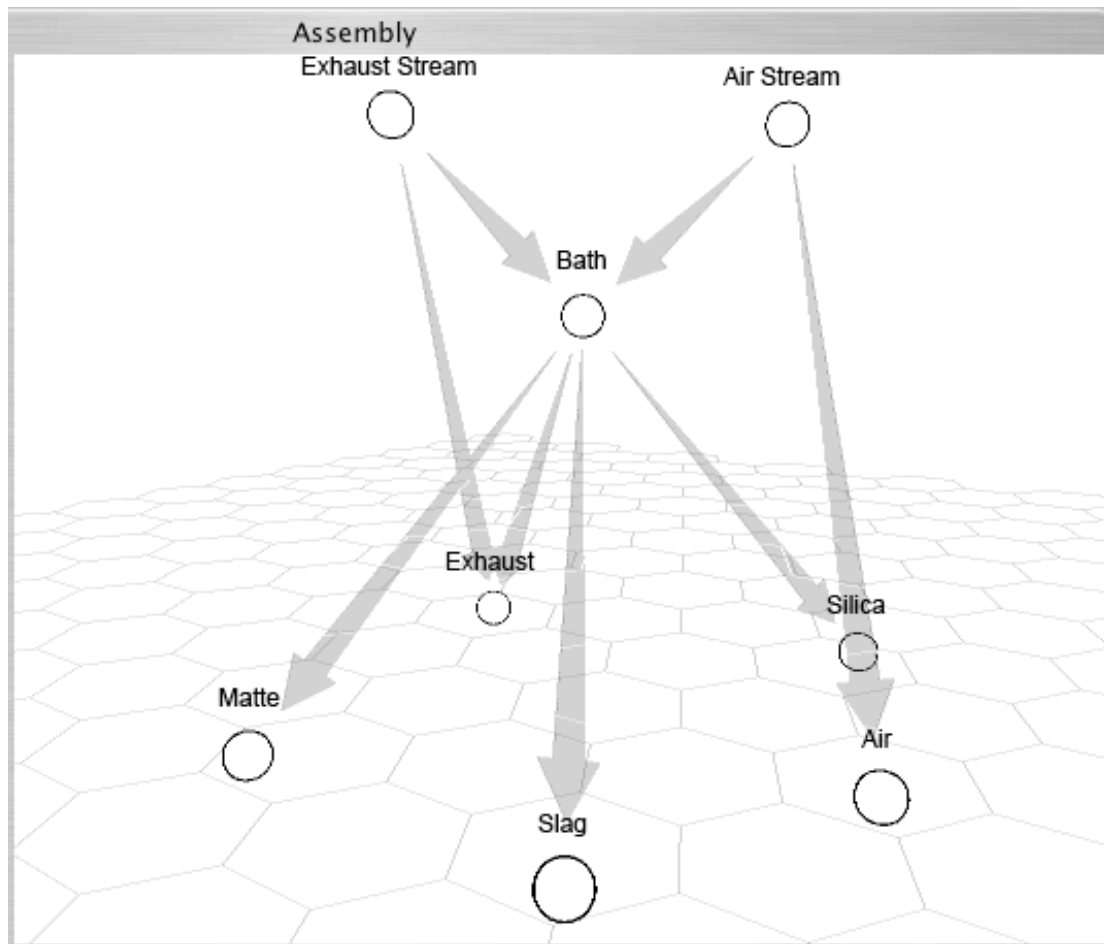 Assembly
Exhaust Stream
Air Stream
Bath
Exhaust
Silica
Matte
Air
Slag